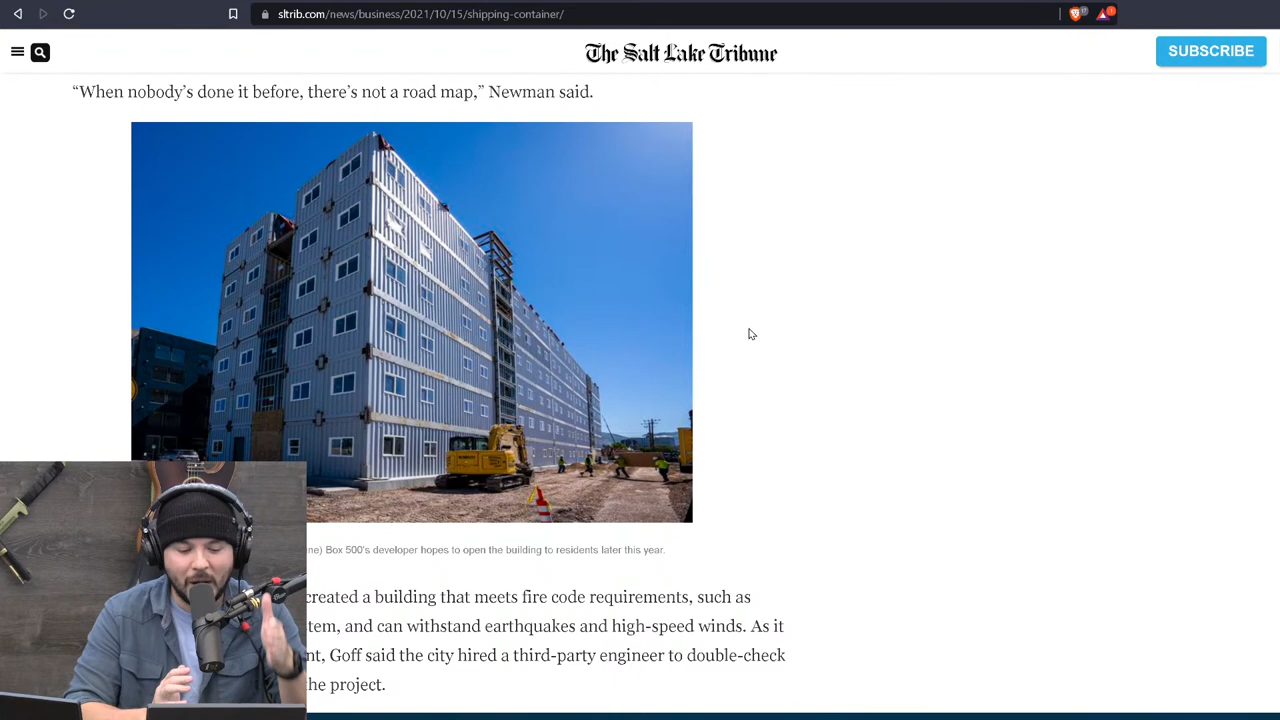 sltrib.com/news/business/2021/10/15/shipping-container/
The Salt Lake Tribune
SUBSCRIBE
“When nobody’s done it before, there’s not a road map,” Newman said.
ne) Box 500's developer hopes to open the building to residents later this year.
created a building that meets fire code requirements, such as
tem, and can withstand earthquakes and high-speed winds. As it
nt, Goff said the city hired a third-party engineer to double-check
he project.